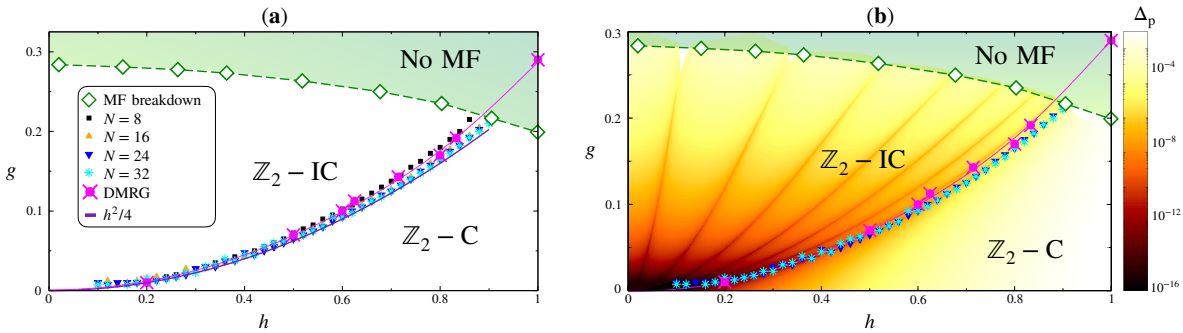 (a)
0.3
0.2
0.1
0
g
No MF
ℤ₂ – IC
ℤ₂ – C
MF breakdown
N = 8
N = 16
N = 24
N = 32
DMRG
h²/4
0
0.2
0.4
0.6
0.8
1
h
(b)
0.3
0.2
0.1
0
g
No MF
ℤ₂ – IC
ℤ₂ – C
0
0.2
0.4
0.6
0.8
1
h
Δp
10⁻⁴
10⁻⁸
10⁻¹²
10⁻¹⁶